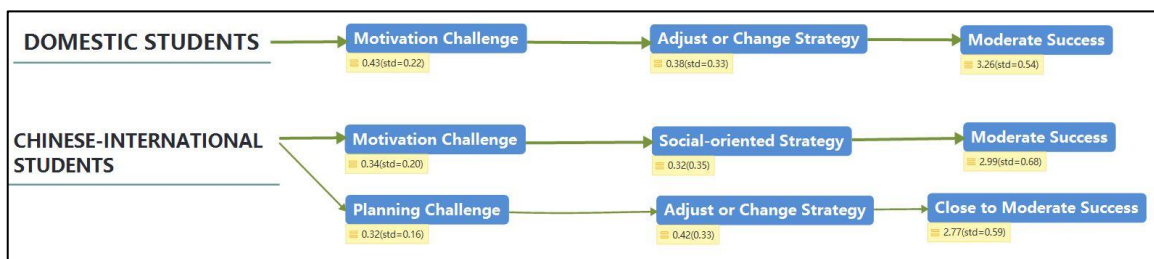 DOMESTIC STUDENTS
Motivation Challenge
Adjust or Change Strategy
Moderate Success
0.43(std=0.22)
0.38(std=0.33)
3.26(std=0.54)
CHINESE-INTERNATIONAL
STUDENTS
Motivation Challenge
Social-oriented Strategy
Moderate Success
0.34(std=0.20)
0.32(0.35)
2.99(std=0.68)
Planning Challenge
Adjust or Change Strategy
Close to Moderate Success
0.32(std=0.16)
0.42(0.33)
2.77(std=0.59)